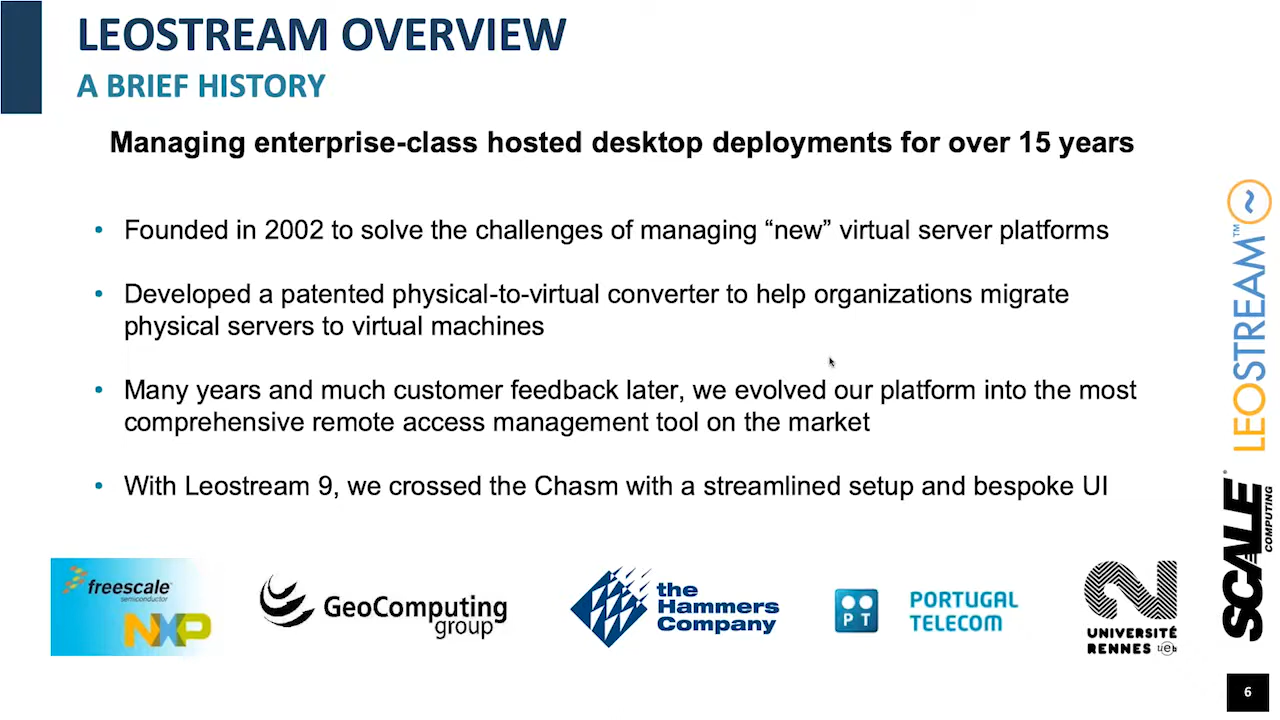 LEOSTREAM OVERVIEW
A BRIEF HISTORY
Managing enterprise-class hosted desktop deployments for over 15 years
• Founded in 2002 to solve the challenges of managing “new” virtual server platforms
• Developed a patented physical-to-virtual converter to help organizations migrate
physical servers to virtual machines
• Many years and much customer feedback later, we evolved our platform into the most
comprehensive remote access management tool on the market
• With Leostream 9, we crossed the Chasm with a streamlined setup and bespoke UI
freescale™
semiconductor
NXP
GeoComputing
group
the
Hammers
Company
PT
PORTUGAL
TELECOM
2
UNIVERSITÉ
RENNES ueb
LEOSTREAM™
SCALE®
COMPUTING
6